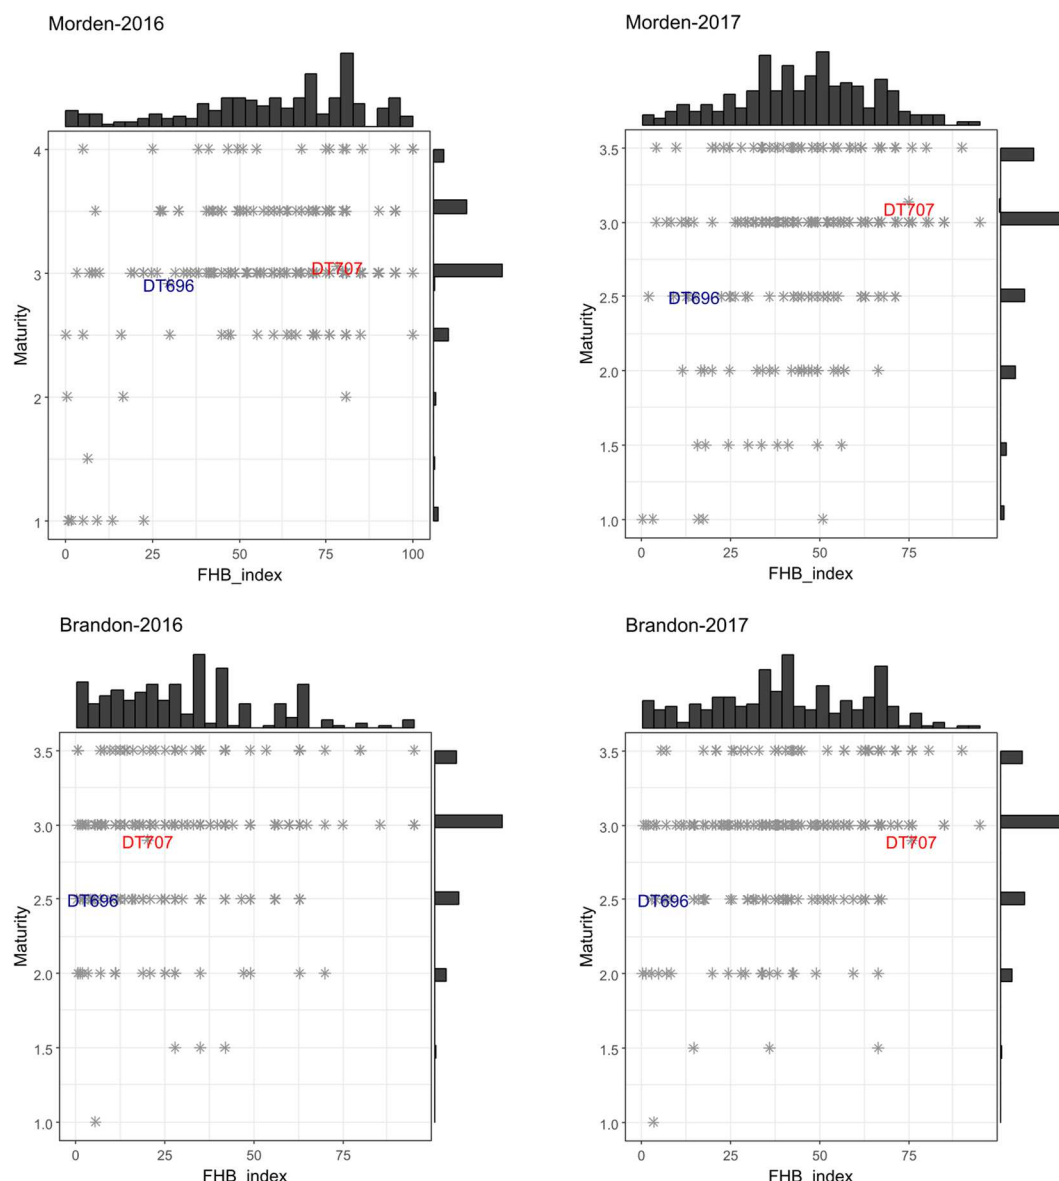 Morden-2016
4
3
2
1
Maturity
DT707
DT696
0 25 50 75 100
FHB_index
Morden-2017
3.5
3.0
2.5
2.0
1.5
1.0
Maturity
DT707
DT696
0 25 50 75
FHB_index
Brandon-2016
3.5
3.0
2.5
2.0
1.5
1.0
Maturity
DT707
DT696
0 25 50 75
FHB_index
Brandon-2017
3.5
3.0
2.5
2.0
1.5
1.0
Maturity
DT707
DT696
0 25 50 75
FHB_index